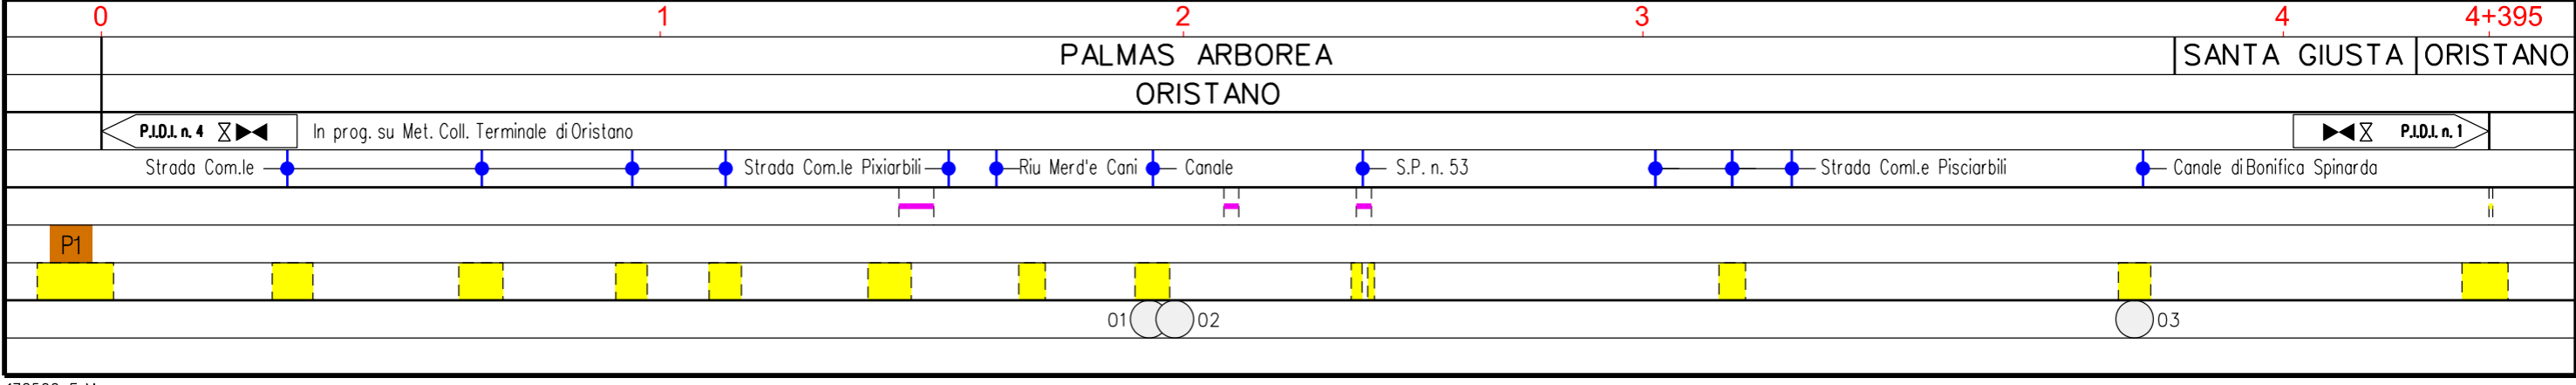 0 1 2 3 4 4+395
PALMAS ARBOREA SANTA GIUSTA ORISTANO
ORISTANO
P.I.D.I. n. 4 In prog. su Met. Coll. Terminale di Oristano P.I.D.I. n. 1
Strada Com.le Strada Com.le Pixiarbili Riu Merd'e Cani Canale S.P. n. 53 Strada Coml.e Pisciarbili Canale di Bonifica Spinarda
P1
01 02 03